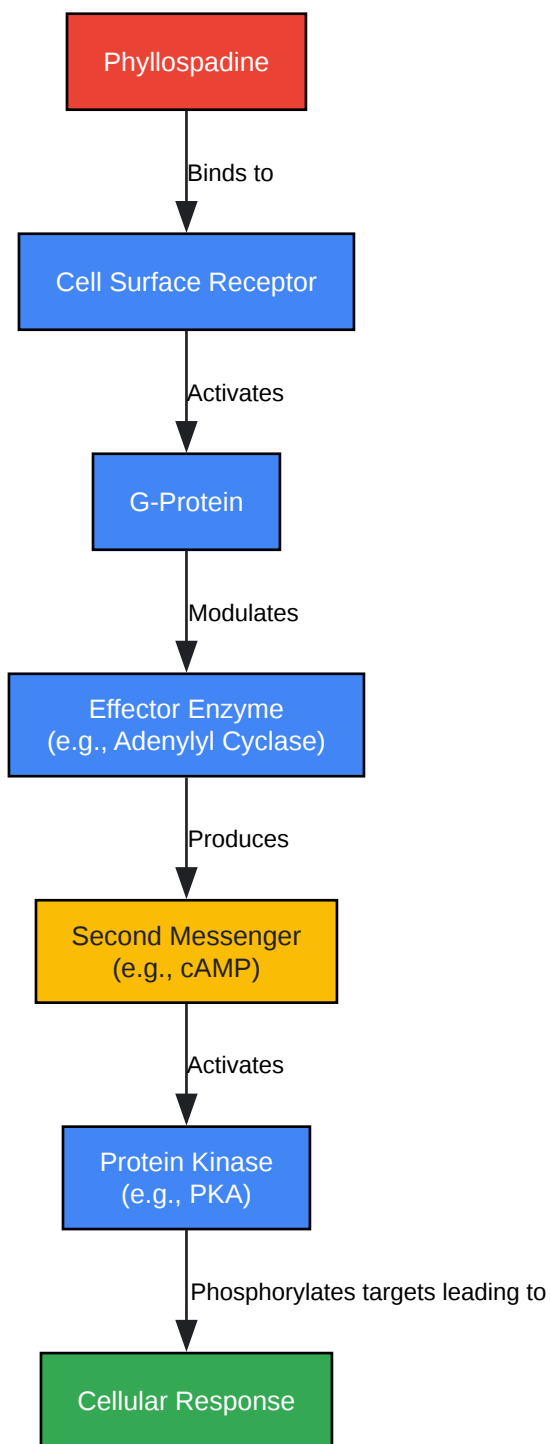 Phyllospadine
Binds to
Cell Surface Receptor
Activates
G-Protein
Modulates
Effector Enzyme
(e.g., Adenylyl Cyclase)
Produces
Second Messenger
(e.g., cAMP)
Activates
Protein Kinase
(e.g., PKA)
Phosphorylates targets leading to
Cellular Response